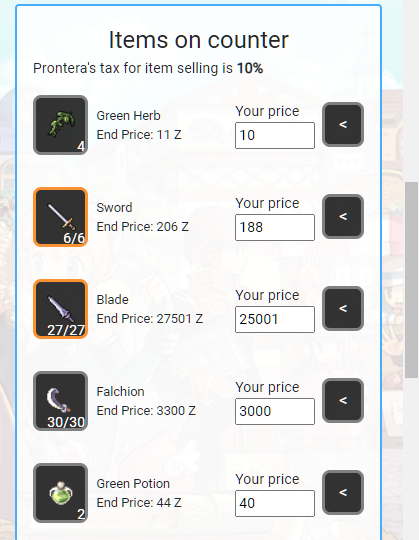 Items on counter
Prontera's tax for item selling is 10%
Green Herb
End Price: 11 Z
4
Your price
10
<
Sword
End Price: 206 Z
6/6
Your price
188
<
Blade
End Price: 27501 Z
27/27
Your price
25001
<
Falchion
End Price: 3300 Z
30/30
Your price
3000
<
Green Potion
End Price: 44 Z
2
Your price
40
<